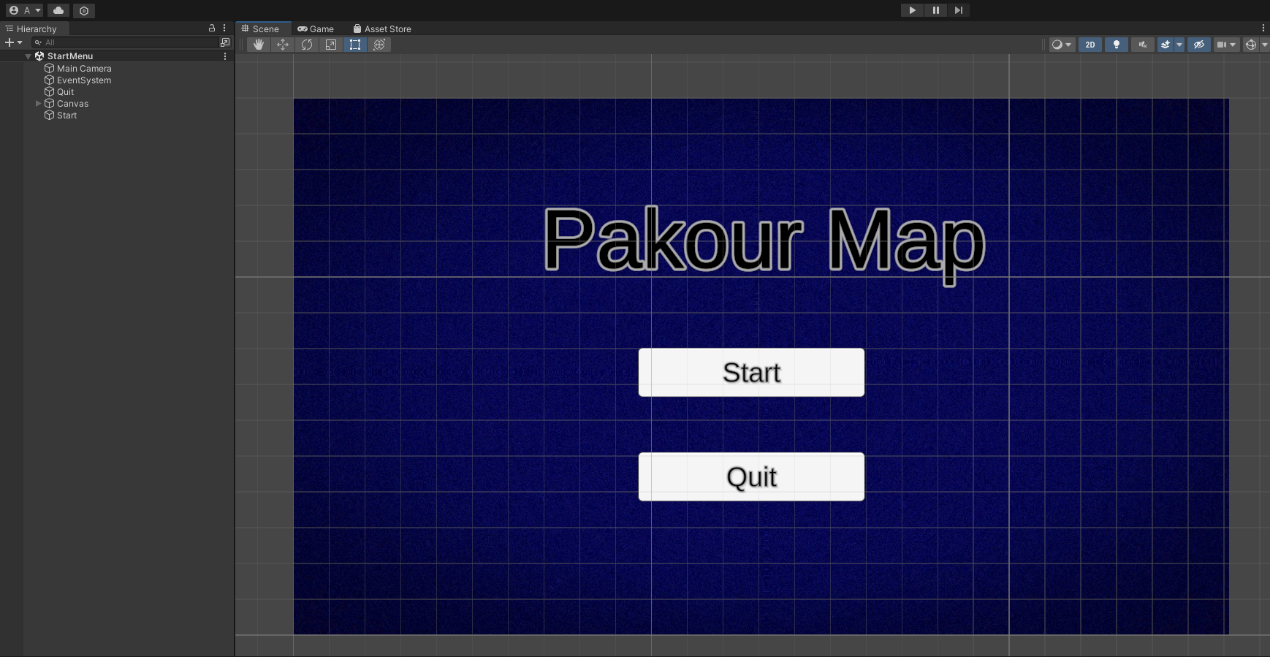 A
Hierarchy
Scene
Game
Asset Store
All
2D
StartMenu
Main Camera
EventSystem
Quit
Canvas
Start
Pakour Map
Start
Quit